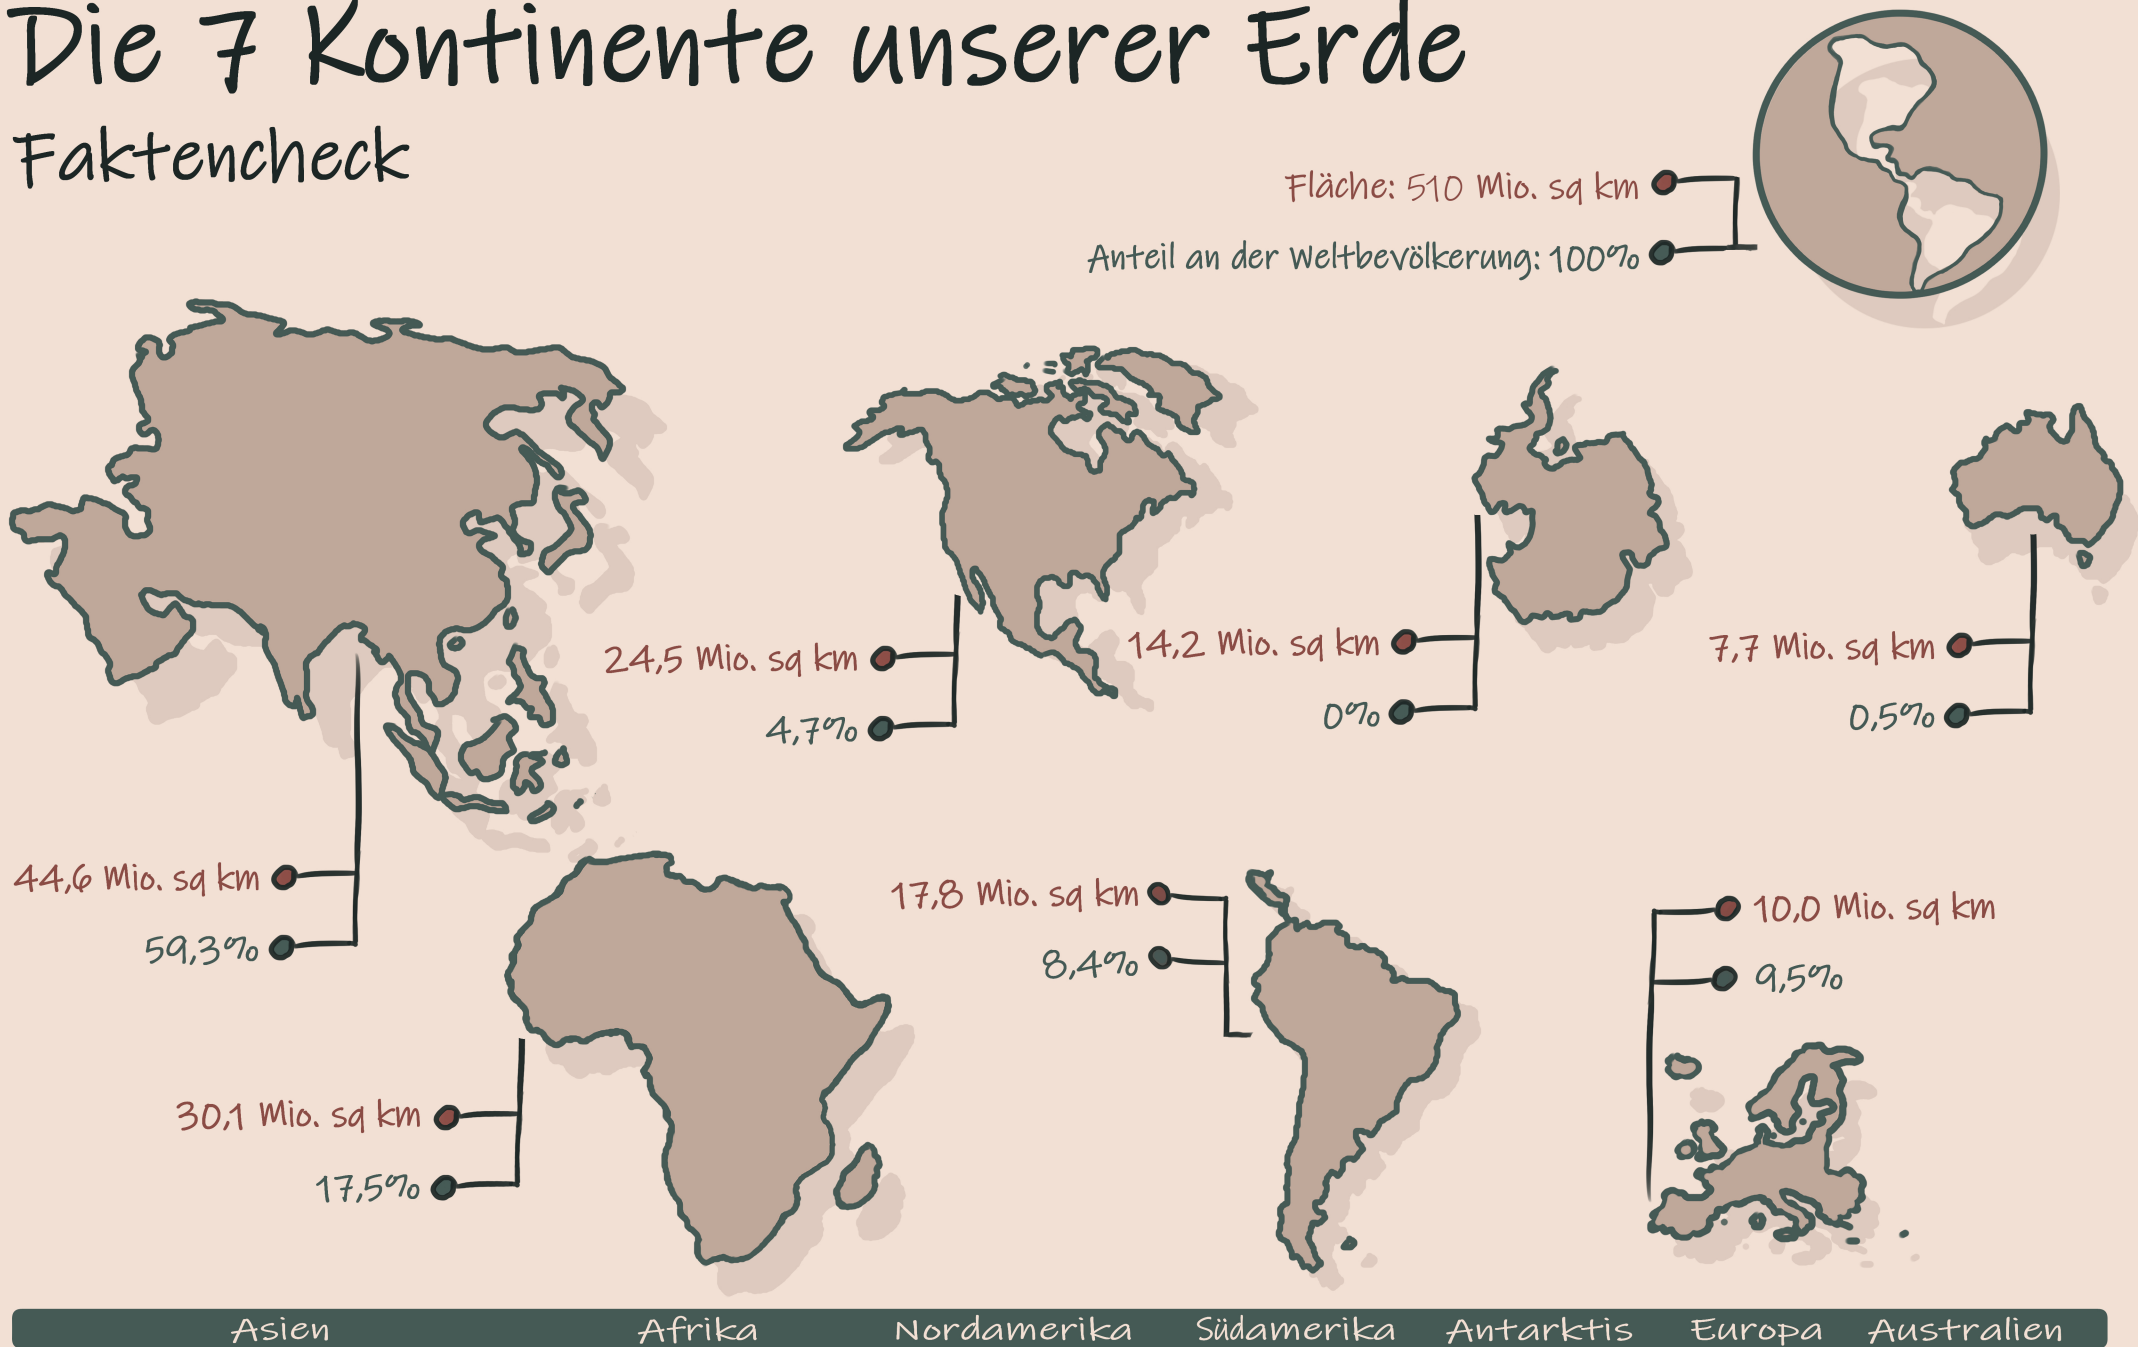 Die 7 Kontinente unserer Erde
Faktencheck
Fläche: 510 Mio. sq km
Anteil an der Weltbevölkerung: 100%
24,5 Mio. sq km
4,7%
14,2 Mio. sq km
0%
7,7 Mio. sq km
0,5%
44,6 Mio. sq km
59,3%
17,8 Mio. sq km
8,4%
10,0 Mio. sq km
9,5%
30,1 Mio. sq km
17,5%
Asien Afrika Nordamerika Südamerika Antarktis Europa Australien